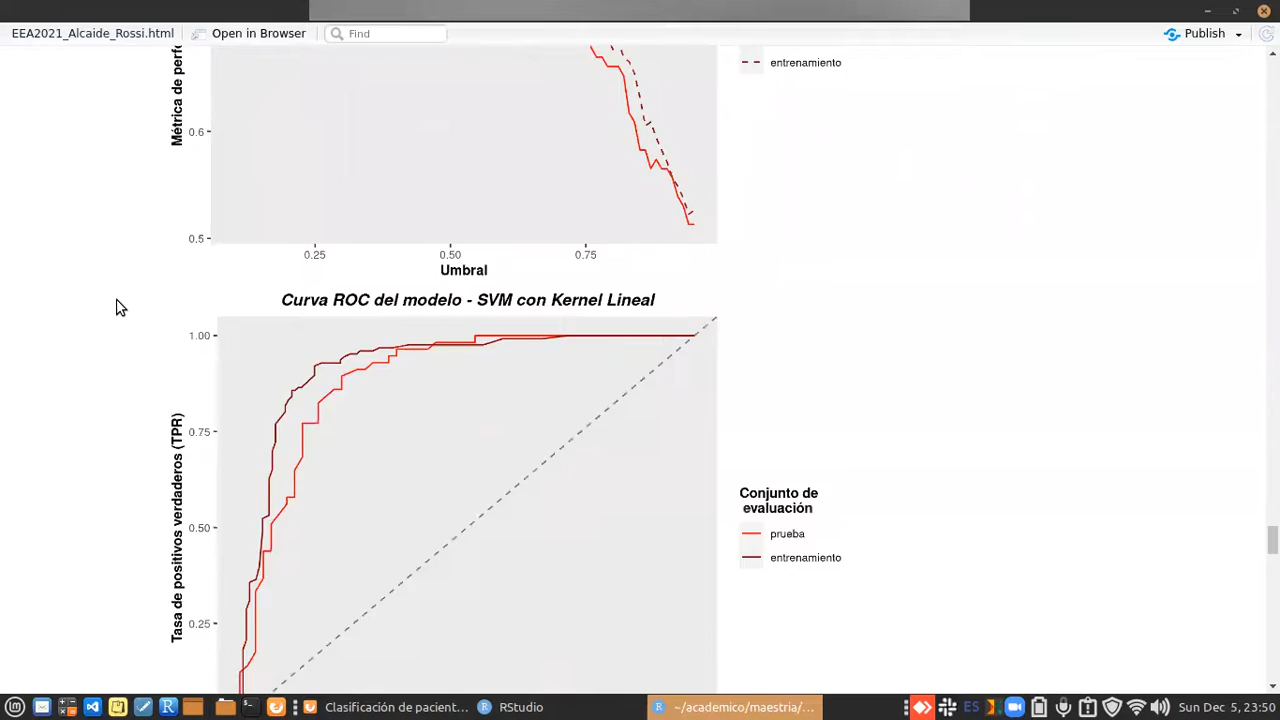 EEA2021_Alcaide_Rossi.html
Open in Browser
Find
Publish
Métrica de perf
0.6
0.5
0.25
0.50
0.75
Umbral
entrenamiento
Curva ROC del modelo - SVM con Kernel Lineal
Tasa de positivos verdaderos (TPR)
1.00
0.75
0.50
0.25
Conjunto de
evaluación
prueba
entrenamiento
Clasificación de pacient...
RStudio
~/academico/maestria/...
ES
Sun Dec 5, 23:50